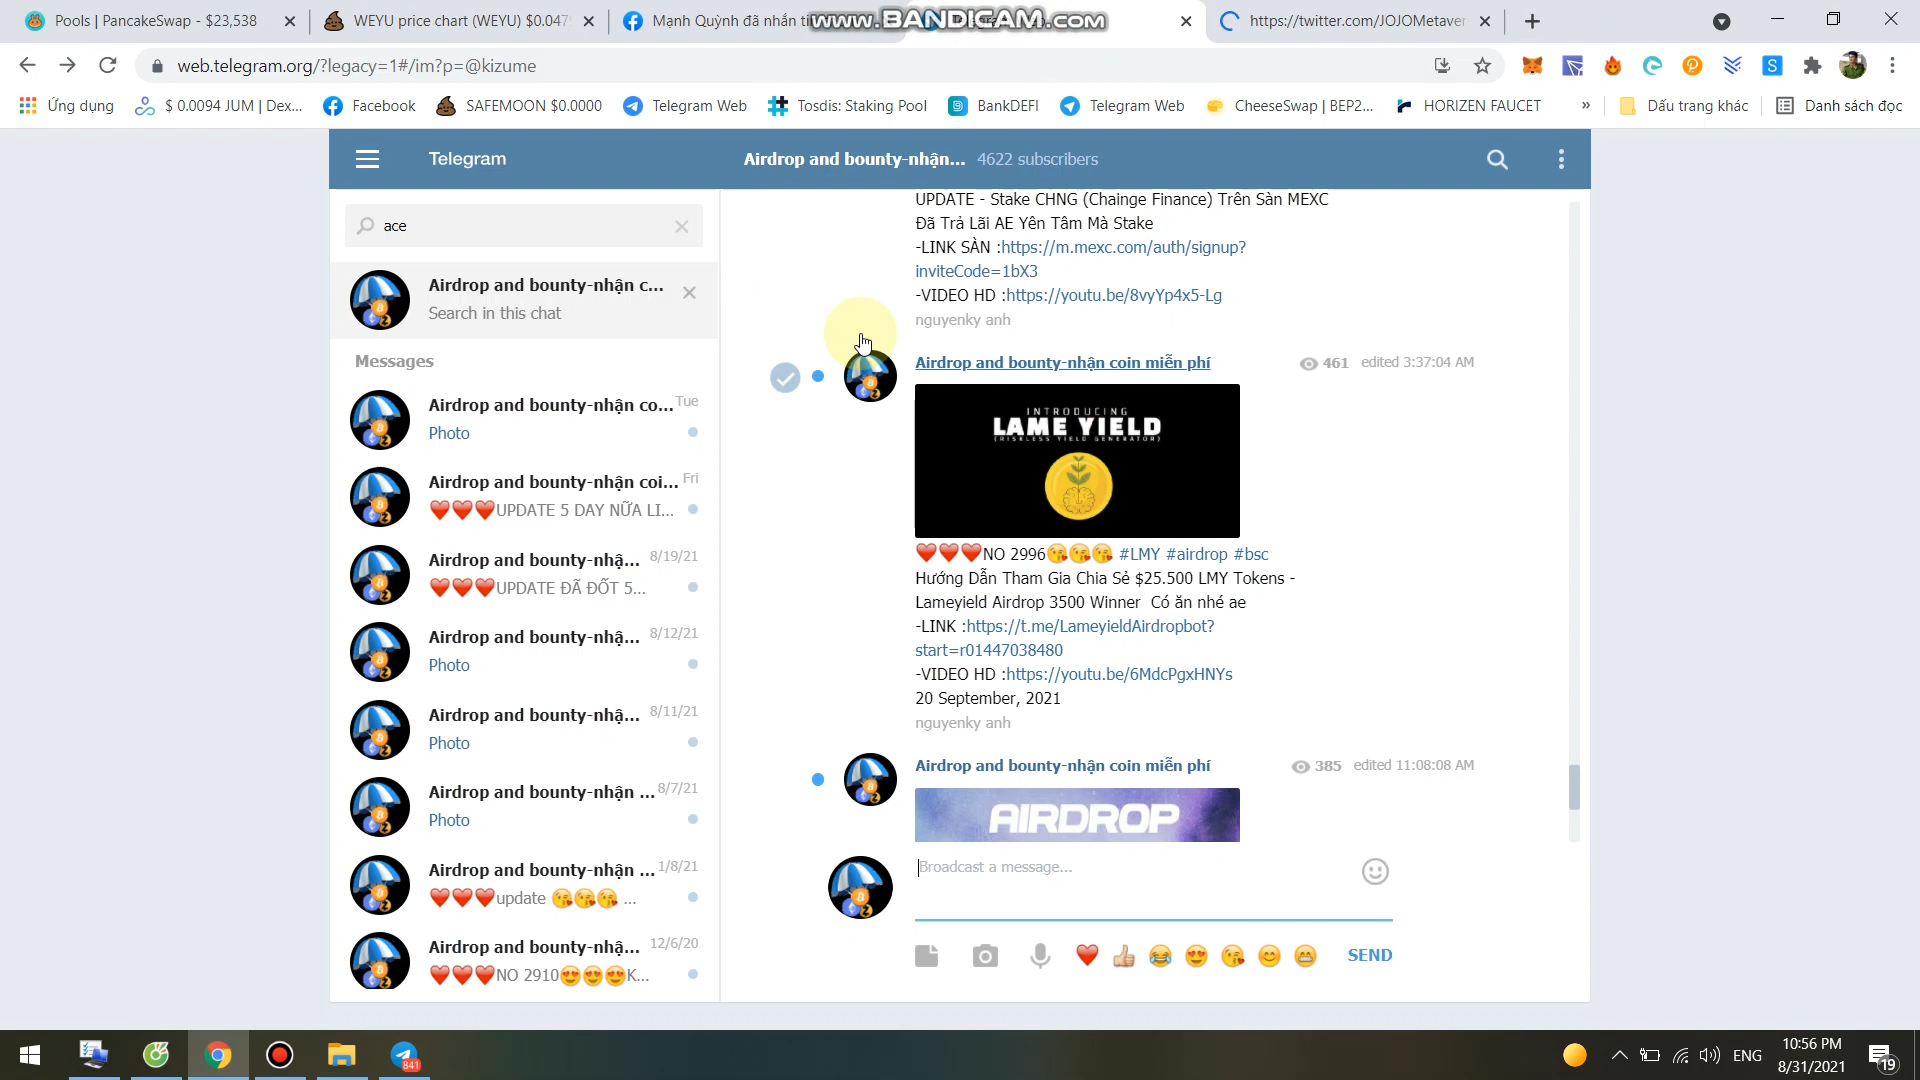 Pools | PancakeSwap - $23,538
WEYU price chart (WEYU) $0.047
Mạnh Quỳnh đã nhắn ti
www.BANDICAM.com
https://twitter.com/JOJOMetaver
web.telegram.org/?legacy=1#/im?p=@kizume
Ứng dụng
$ 0.0094 JUM | Dex...
Facebook
SAFEMOON $0.0000
Telegram Web
Tosdis: Staking Pool
BankDEFI
Telegram Web
CheeseSwap | BEP2...
HORIZEN FAUCET
»
Dấu trang khác
Danh sách đọc
Telegram
Airdrop and bounty-nhận... 4622 subscribers
ace
Airdrop and bounty-nhận c...
Search in this chat
Messages
Airdrop and bounty-nhận co... Tue
Photo
Airdrop and bounty-nhận coi... Fri
❤️❤️❤️UPDATE 5 DAY NỮA LI...
Airdrop and bounty-nhậ... 8/19/21
❤️❤️❤️UPDATE ĐÃ ĐỐT 5...
Airdrop and bounty-nhậ... 8/12/21
Photo
Airdrop and bounty-nhậ... 8/11/21
Photo
Airdrop and bounty-nhận ... 8/7/21
Photo
Airdrop and bounty-nhận ... 1/8/21
❤️❤️❤️update 😘😘😘 ...
Airdrop and bounty-nhậ... 12/6/20
❤️❤️❤️NO 2910😍😍😍K...
UPDATE - Stake CHNG (Chainge Finance) Trên Sàn MEXC
Đã Trả Lãi AE Yên Tâm Mà Stake
-LINK SÀN :https://m.mexc.com/auth/signup?
inviteCode=1bX3
-VIDEO HD :https://youtu.be/8vyYp4x5-Lg
nguyenky anh
Airdrop and bounty-nhận coin miễn phí 461 edited 3:37:04 AM
INTRODUCING
LAME YIELD
(RISKLESS YIELD GENERATOR)
❤️❤️❤️NO 2996😘😘😘 #LMY #airdrop #bsc
Hướng Dẫn Tham Gia Chia Sẻ $25.500 LMY Tokens -
Lameyield Airdrop 3500 Winner Có ăn nhé ae
-LINK :https://t.me/LameyieldAirdropbot?
start=r01447038480
-VIDEO HD :https://youtu.be/6MdcPgxHNYs
20 September, 2021
nguyenky anh
Airdrop and bounty-nhận coin miễn phí 385 edited 11:08:08 AM
AIRDROP
Broadcast a message...
SEND
841
ENG
10:56 PM
8/31/2021
19